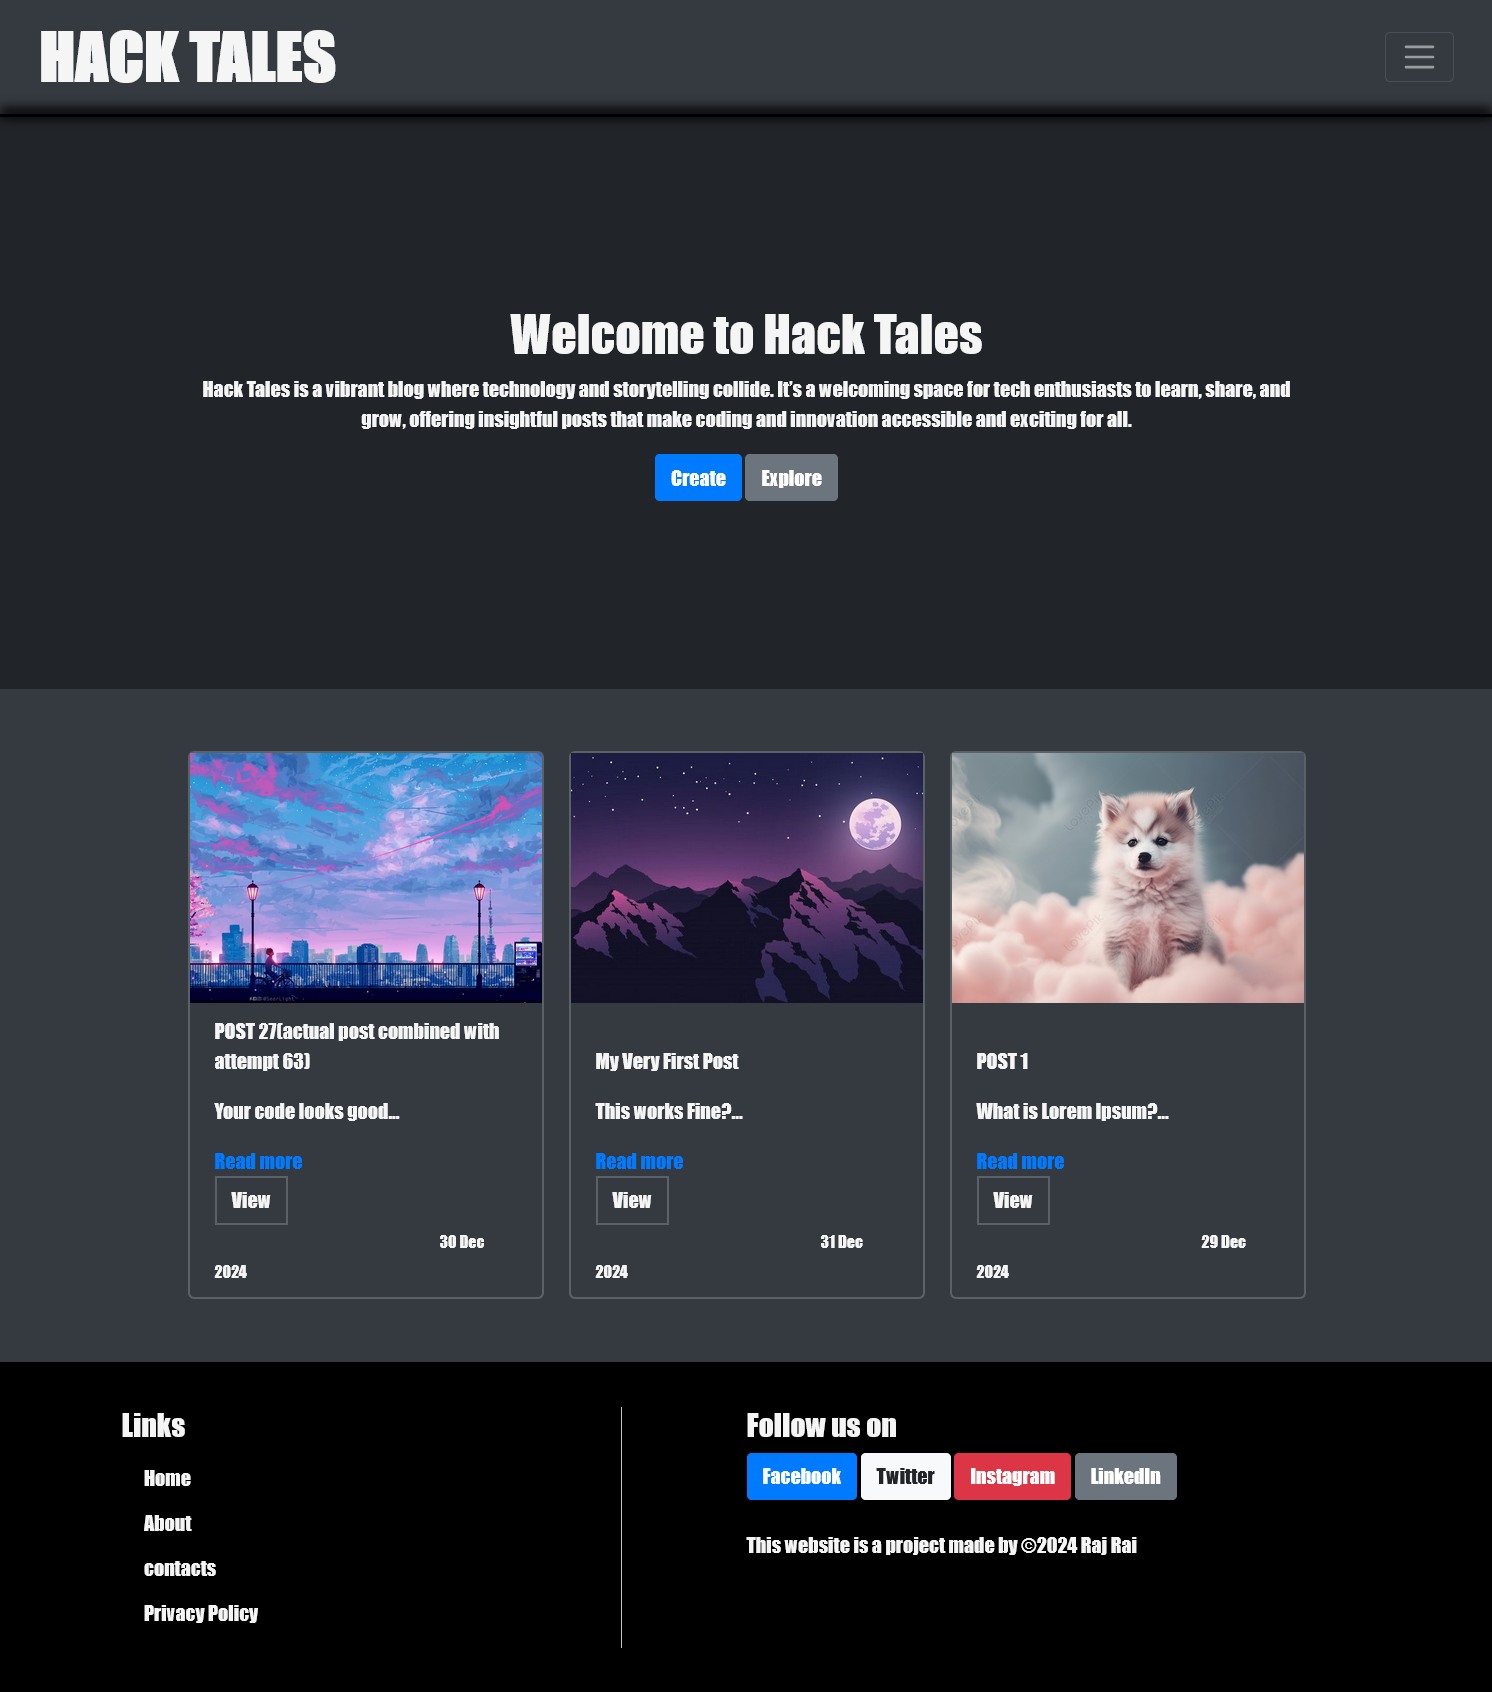 HACK TALES
Welcome to Hack Tales
Hack Tales is a vibrant blog where technology and storytelling collide. It's a welcoming space for tech enthusiasts to learn, share, and
grow, offering insightful posts that make coding and innovation accessible and exciting for all.
Create Explore
POST 27(actual post combined with
attempt 63)
Your code looks good...
Read more
View
30 Dec
2024
My Very First Post
This works Fine?...
Read more
View
31 Dec
2024
POST 1
What is Lorem Ipsum?...
Read more
View
29 Dec
2024
Links
Home
About
contacts
Privacy Policy
Follow us on
Facebook Twitter Instagram LinkedIn
This website is a project made by ©2024 Raj Rai